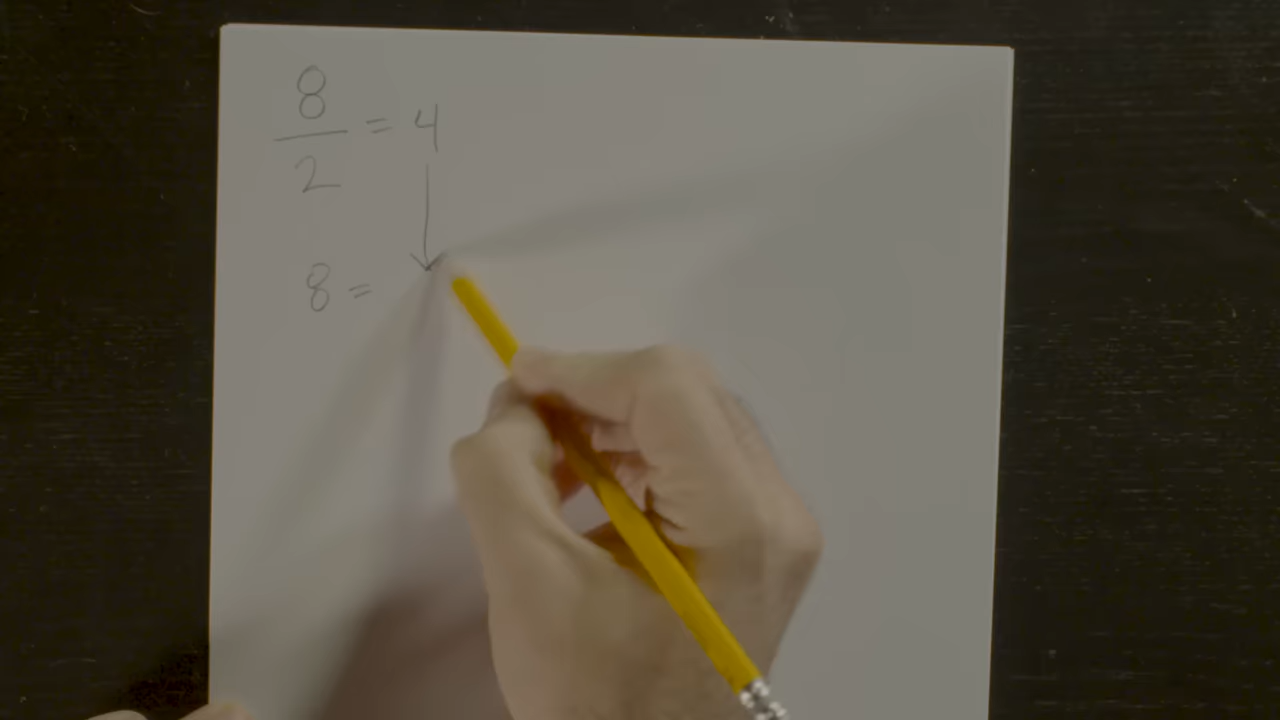 8/2 = 4
8 =